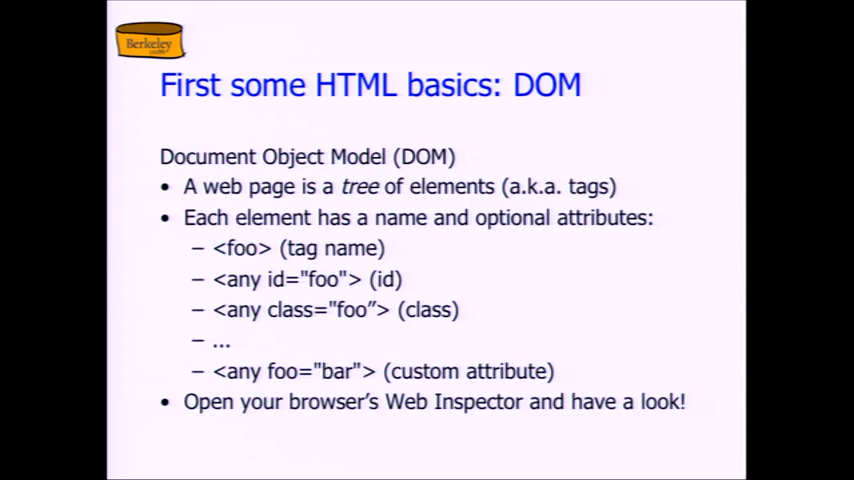 Berkeley
First some HTML basics: DOM
Document Object Model (DOM)
• A web page is a tree of elements (a.k.a. tags)
• Each element has a name and optional attributes:
– <foo> (tag name)
– <any id="foo"> (id)
– <any class="foo”> (class)
– ...
– <any foo="bar"> (custom attribute)
• Open your browser’s Web Inspector and have a look!